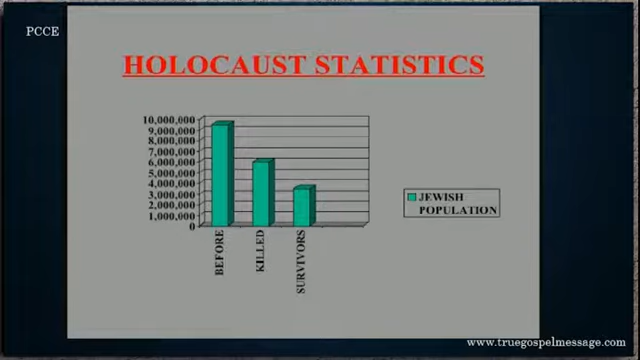 PCCE
HOLOCAUST STATISTICS
10,000,000
9,000,000
8,000,000
7,000,000
6,000,000
5,000,000
4,000,000
3,000,000
2,000,000
1,000,000
0
BEFORE
KILLED
SURVIVORS
JEWISH
POPULATION
www.truegospelmessage.com